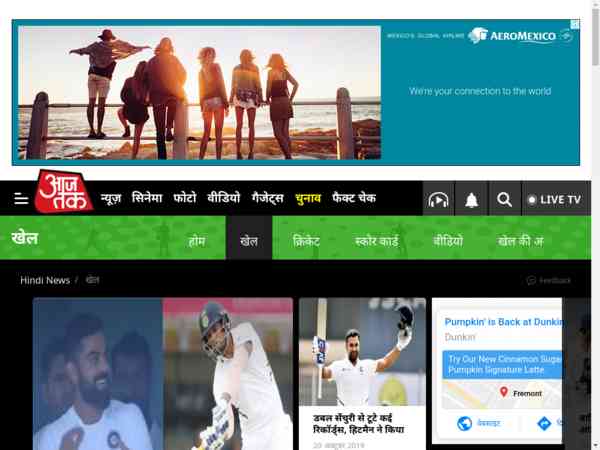 MEXICO'S GLOBAL AIRLINE AEROMEXICO
We're your connection to the world
आज तक
न्यूज़ सिनेमा फोटो वीडियो गैजेट्स चुनाव फैक्ट चेक
LIVE TV
खेल
होम खेल क्रिकेट स्कोर कार्ड वीडियो खेल की
Hindi News / खेल
Feedback
Pumpkin' is Back at Dunkin
Dunkin'
Try Our New Cinnamon Suga
Pumpkin Signature Latte.
Fremont
वेबसाइट
डबल सेंचुरी से टूटे कई
रिकॉर्ड्स, हिटमैन ने किया
20 अक्टूबर 2019